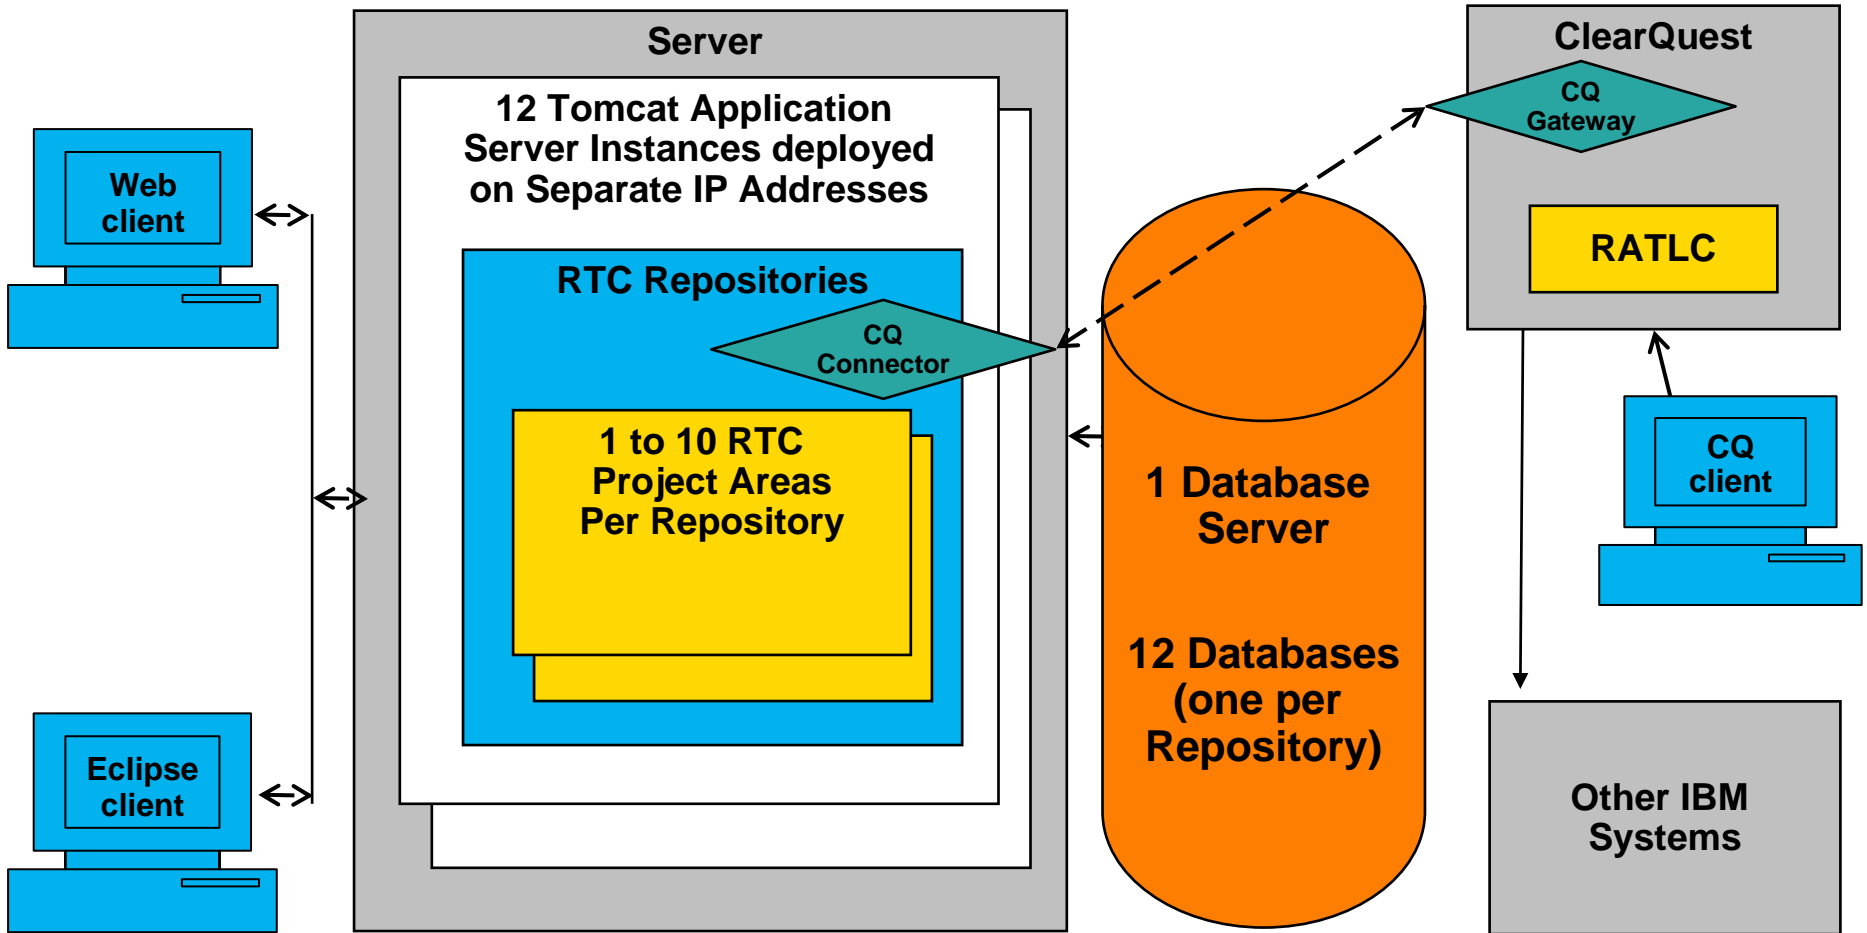 Server
12 Tomcat Application
Server Instances deployed
on Separate IP Addresses
RTC Repositories
CQ
Connector
1 to 10 RTC
Project Areas
Per Repository
Web
client
Eclipse
client
1 Database
Server
12 Databases
(one per
Repository)
ClearQuest
CQ
Gateway
RATLC
CQ
client
Other IBM
Systems